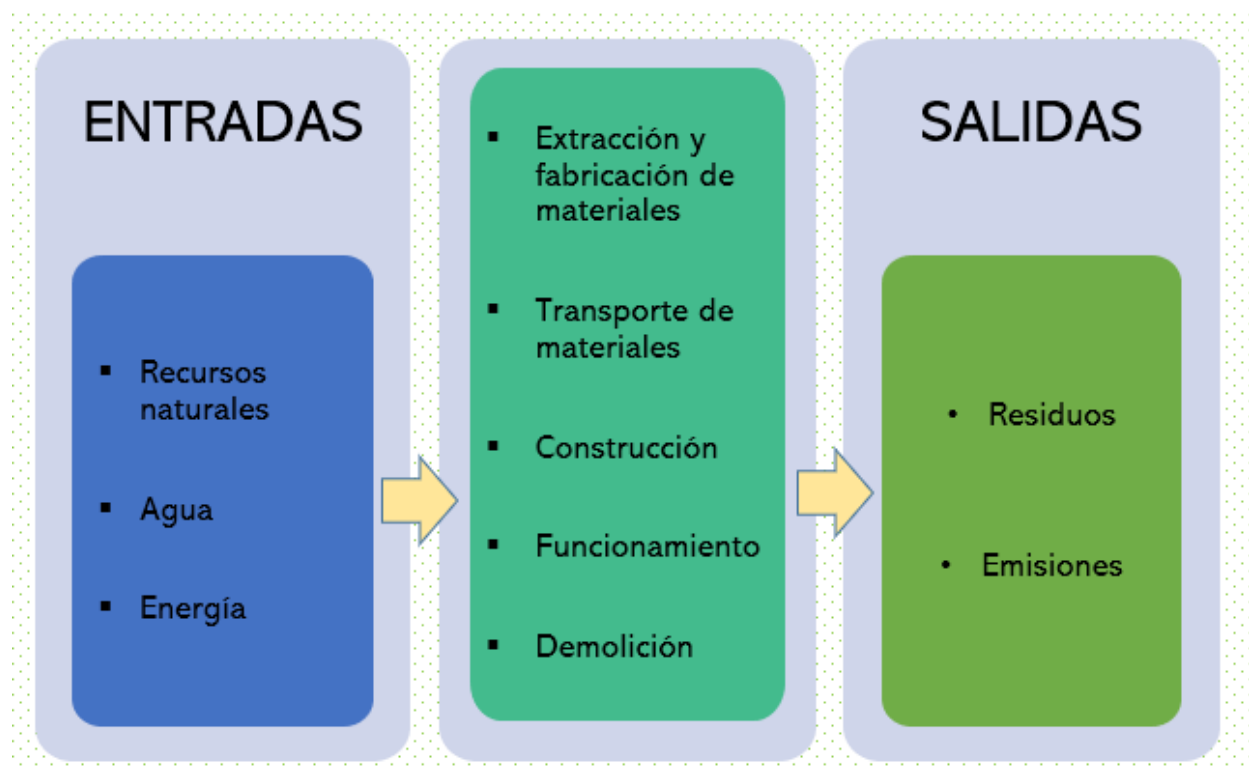 ENTRADAS
▪ Recursos
naturales
▪ Agua
▪ Energía
▪ Extracción y
fabricación de
materiales
▪ Transporte de
materiales
▪ Construcción
▪ Funcionamiento
▪ Demolición
SALIDAS
• Residuos
• Emisiones